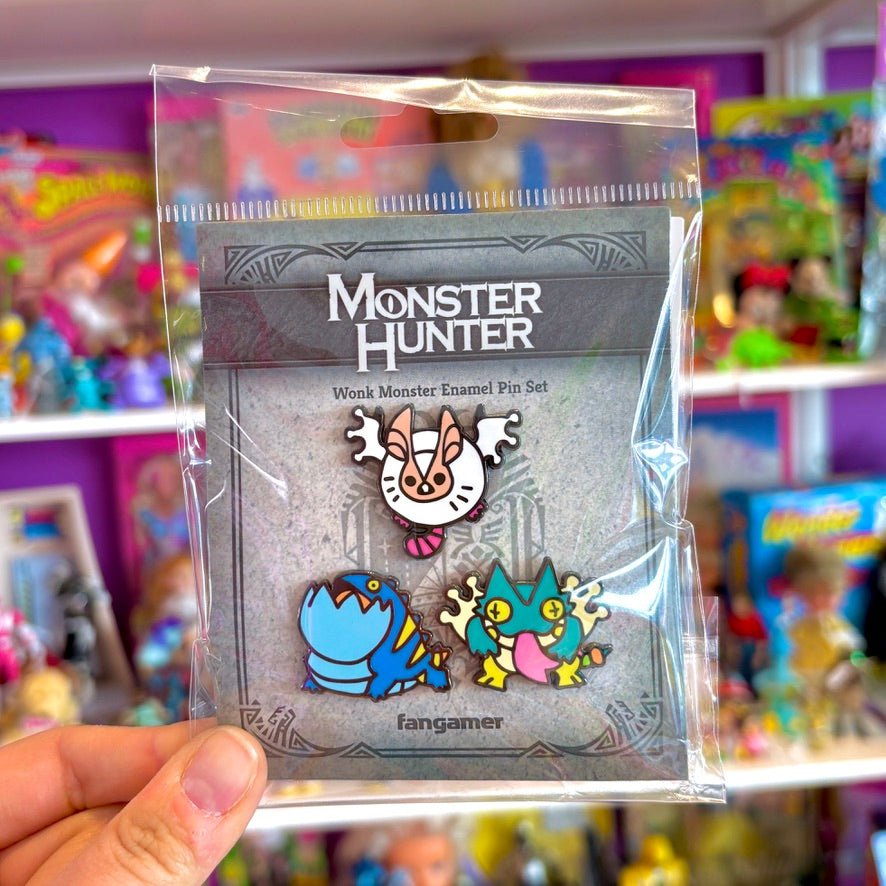 MONSTER
HUNTER
Wonk Monster Enamel Pin Set
fangamer